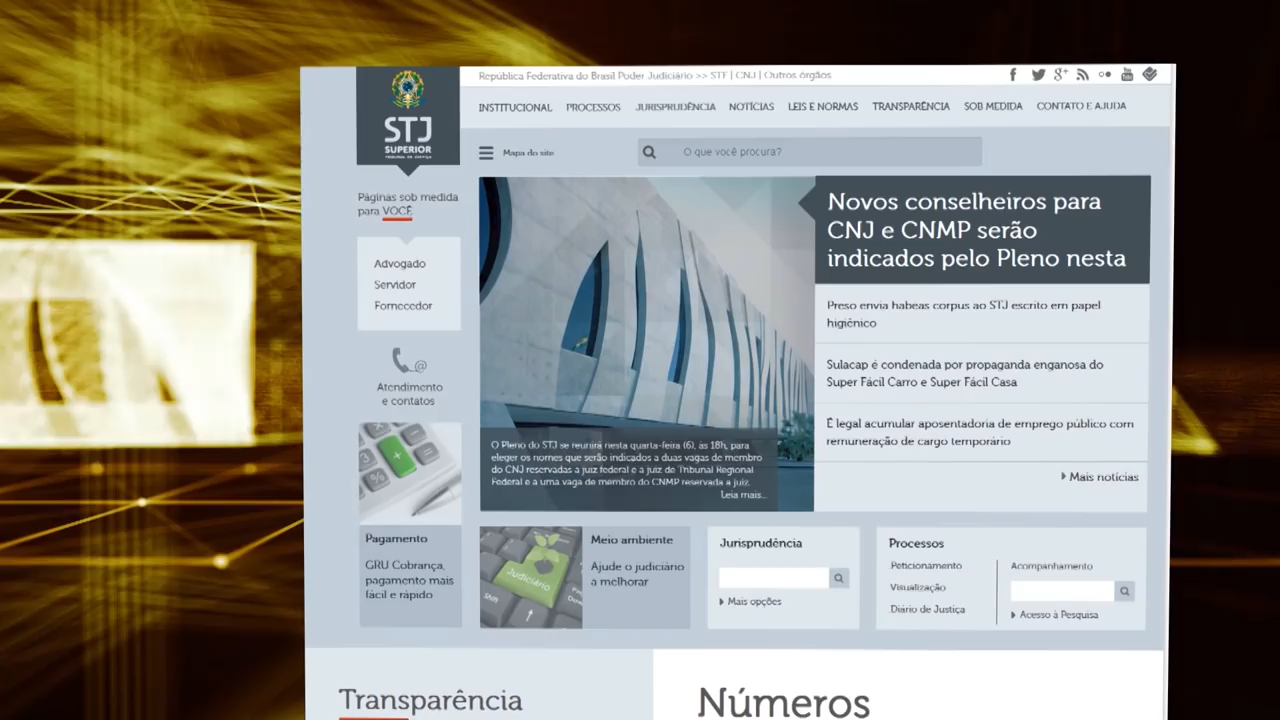 República Federativa do Brasil Poder Judiciário >> STF | CNJ | Outros órgãos
INSTITUCIONAL PROCESSOS JURISPRUDÊNCIA NOTÍCIAS LEIS E NORMAS TRANSPARÊNCIA SOB MEDIDA CONTATO E AJUDA
STJ
SUPERIOR
TRIBUNAL DE JUSTIÇA
Mapa do site
O que você procura?
Páginas sob medida
para VOCÊ
Advogado
Servidor
Fornecedor
Atendimento
e contatos
Novos conselheiros para
CNJ e CNMP serão
indicados pelo Pleno nesta
Preso envia habeas corpus ao STJ escrito em papel
higiênico
Sulacap é condenada por propaganda enganosa do
Super Fácil Carro e Super Fácil Casa
É legal acumular aposentadoria de emprego público com
remuneração de cargo temporário
Mais notícias
O Pleno do STJ se reunirá nesta quarta-feira (6), às 18h, para
eleger os nomes que serão indicados a duas vagas de membro
do CNJ reservadas a juiz federal e a juiz de Tribunal Regional
Federal e a uma vaga de membro do CNMP reservada a juiz.
Leia mais...
Pagamento
GRU Cobrança,
pagamento mais
fácil e rápido
Judiciário
Shift
Meio ambiente
Ajude o judiciário
a melhorar
Jurisprudência
Mais opções
Processos
Peticionamento
Visualização
Diário de Justiça
Acompanhamento
Acesso à Pesquisa
Transparência
Números